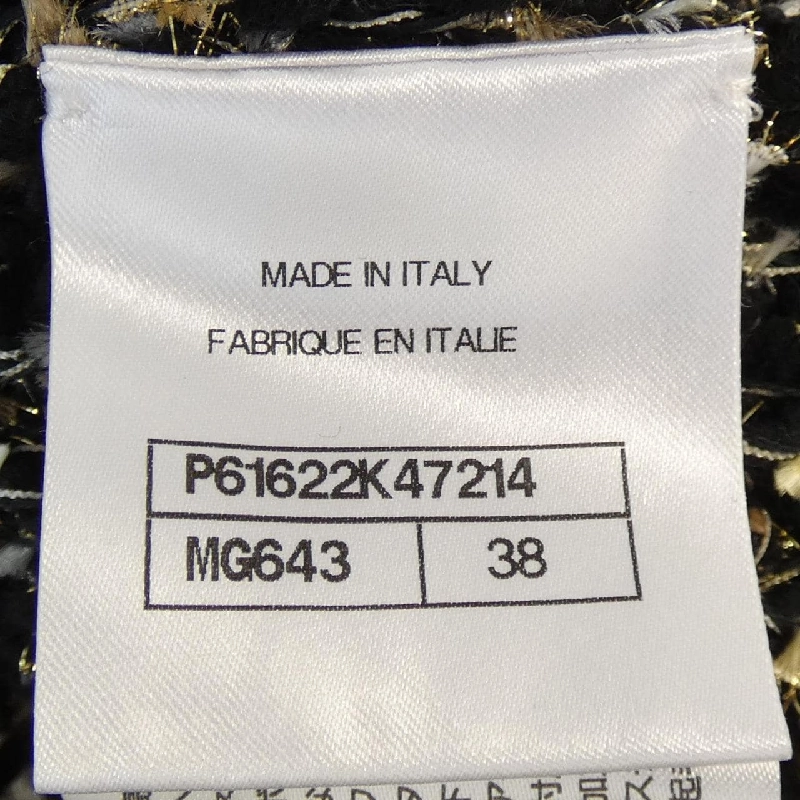 MADE IN ITALY
FABRIQUE EN ITALIE
P61622K47214
MG643 38